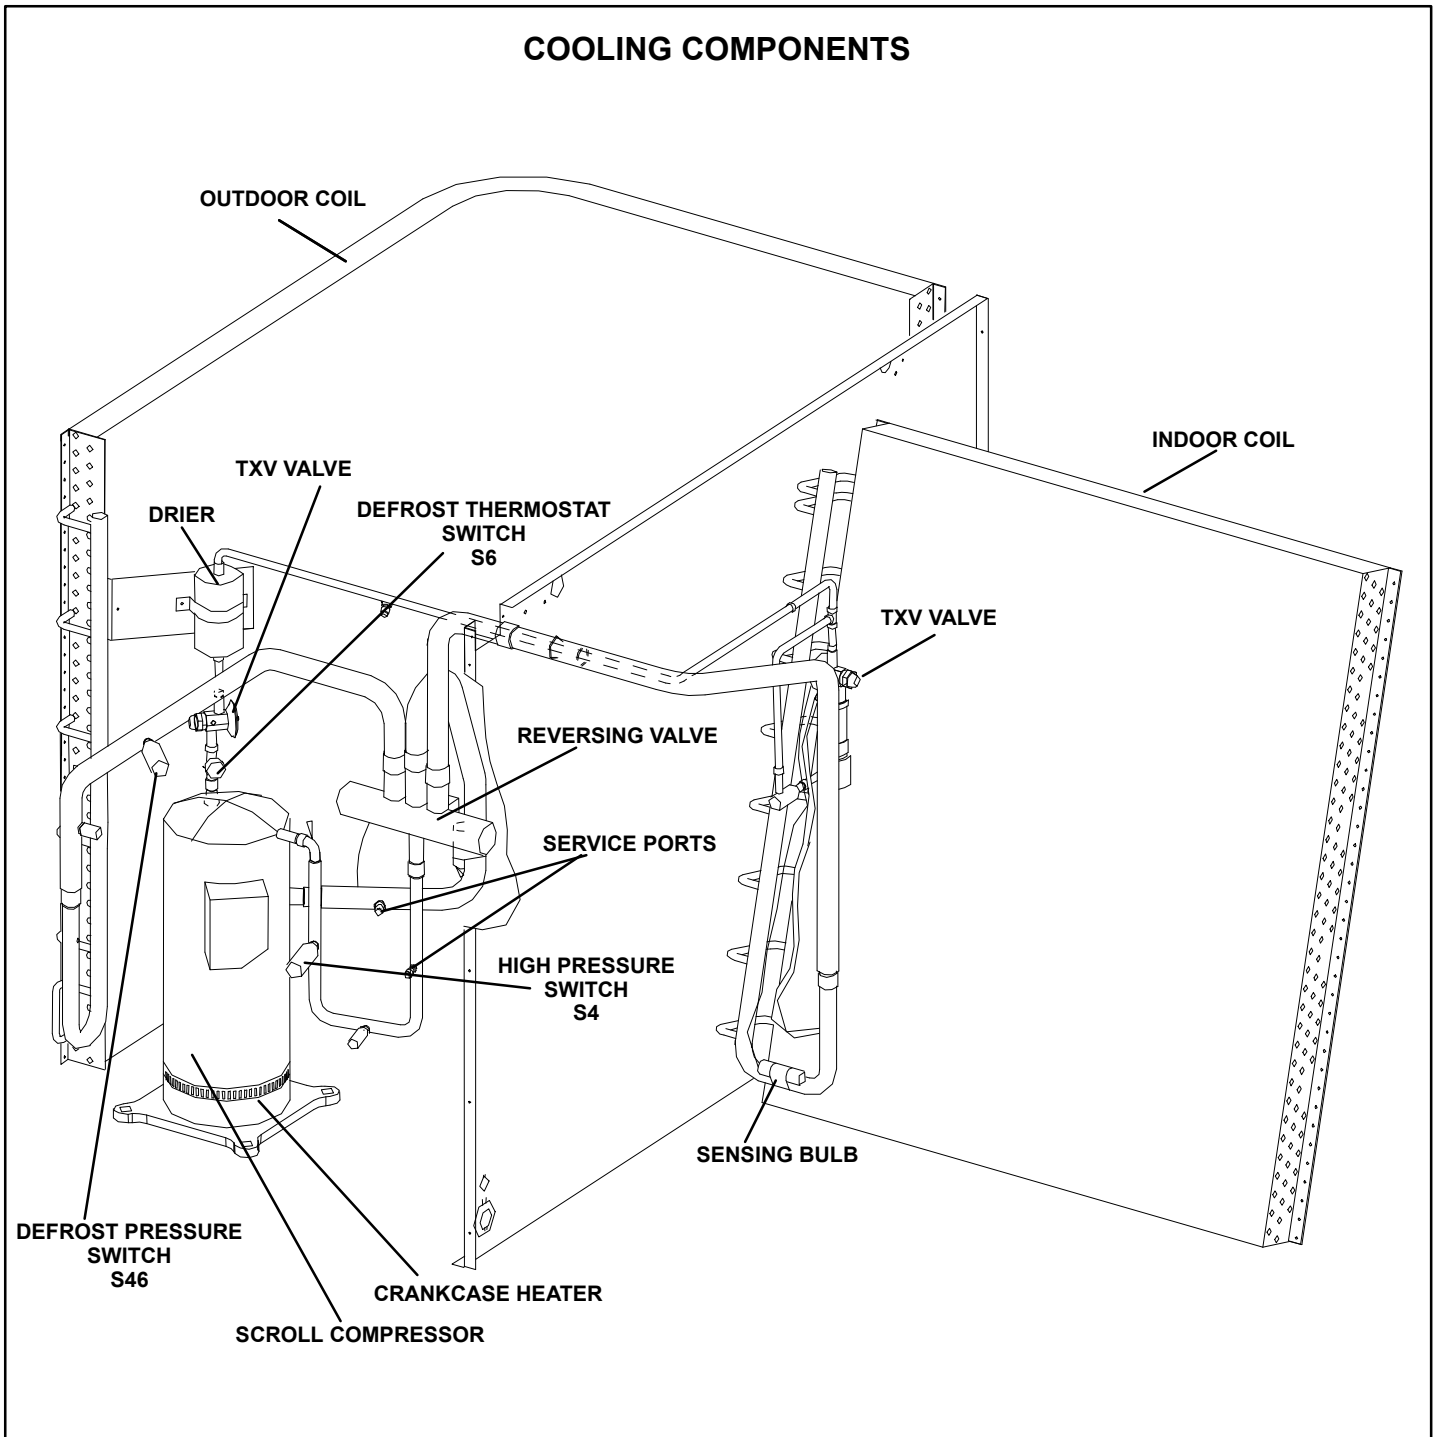 COOLING COMPONENTS
OUTDOOR COIL
INDOOR COIL
TXV VALVE
DRIER
DEFROST THERMOSTAT
SWITCH
S6
TXV VALVE
REVERSING VALVE
SERVICE PORTS
HIGH PRESSURE
SWITCH
S4
SENSING BULB
DEFROST PRESSURE
SWITCH
S46
CRANKCASE HEATER
SCROLL COMPRESSOR